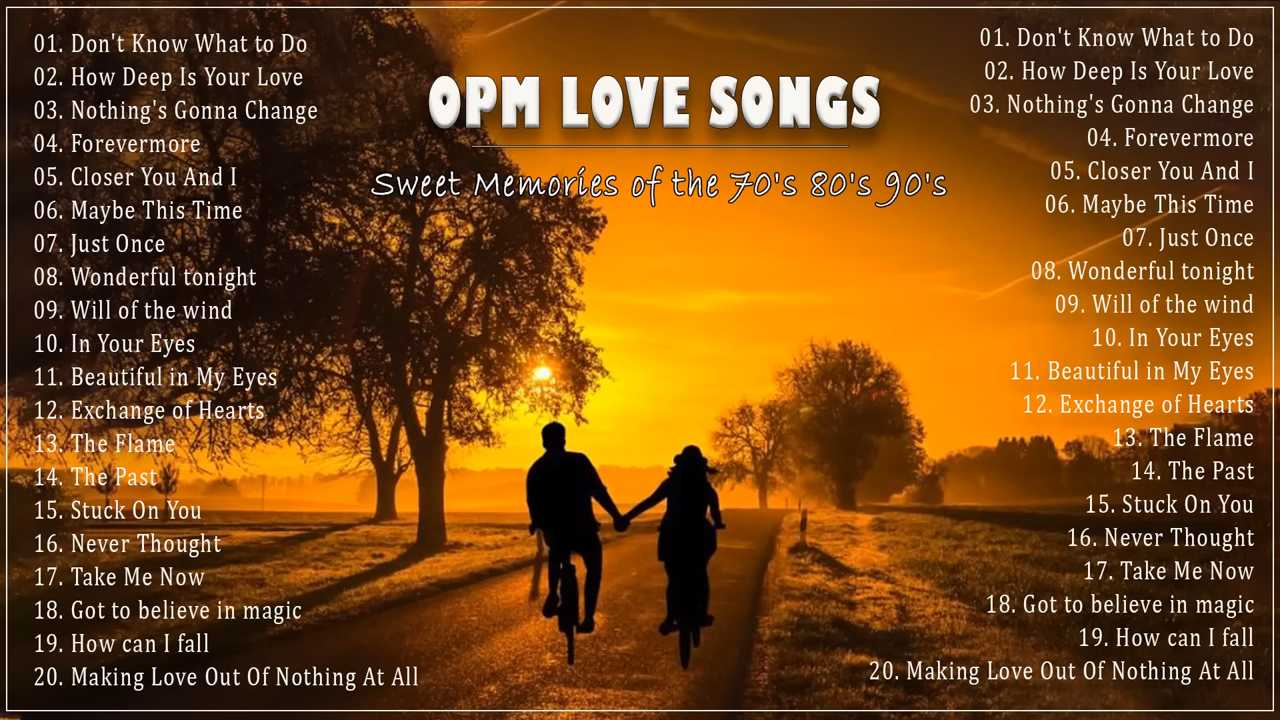 OPM LOVE SONGS
Sweet Memories of the 70's 80's 90's
01. Don't Know What to Do
02. How Deep Is Your Love
03. Nothing's Gonna Change
04. Forevermore
05. Closer You And I
06. Maybe This Time
07. Just Once
08. Wonderful tonight
09. Will of the wind
10. In Your Eyes
11. Beautiful in My Eyes
12. Exchange of Hearts
13. The Flame
14. The Past
15. Stuck On You
16. Never Thought
17. Take Me Now
18. Got to believe in magic
19. How can I fall
20. Making Love Out Of Nothing At All
01. Don't Know What to Do
02. How Deep Is Your Love
03. Nothing's Gonna Change
04. Forevermore
05. Closer You And I
06. Maybe This Time
07. Just Once
08. Wonderful tonight
09. Will of the wind
10. In Your Eyes
11. Beautiful in My Eyes
12. Exchange of Hearts
13. The Flame
14. The Past
15. Stuck On You
16. Never Thought
17. Take Me Now
18. Got to believe in magic
19. How can I fall
20. Making Love Out Of Nothing At All